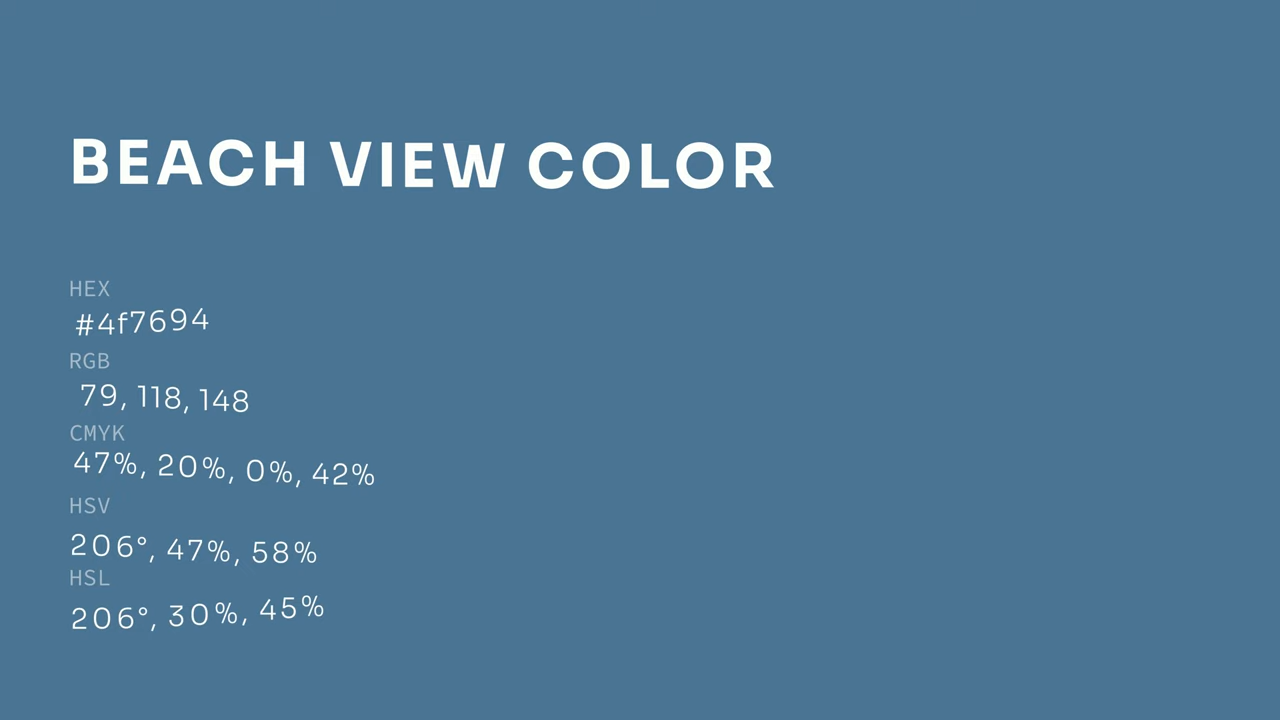 BEACH VIEW COLOR
HEX
#4f7694
RGB
79, 118, 148
CMYK
47%, 20%, 0%, 42%
HSV
206°, 47%, 58%
HSL
206°, 30%, 45%